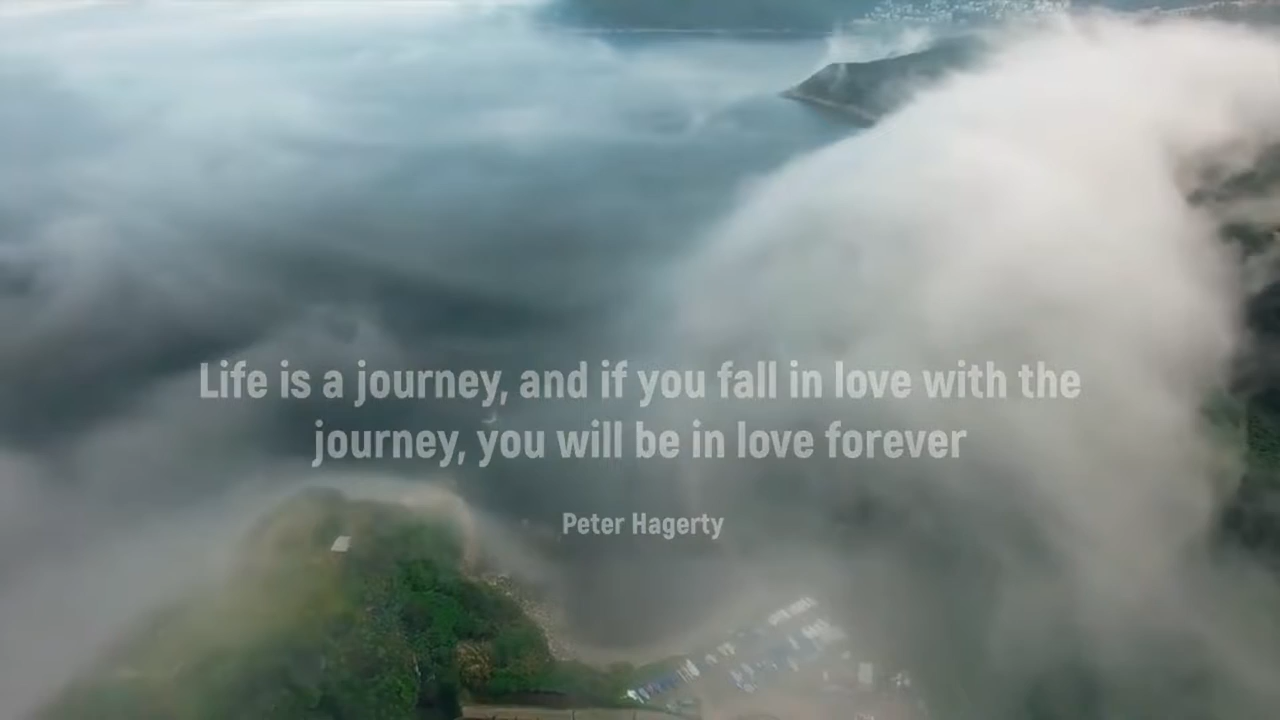 Life is a journey, and if you fall in love with the
journey, you will be in love forever
Peter Hagerty